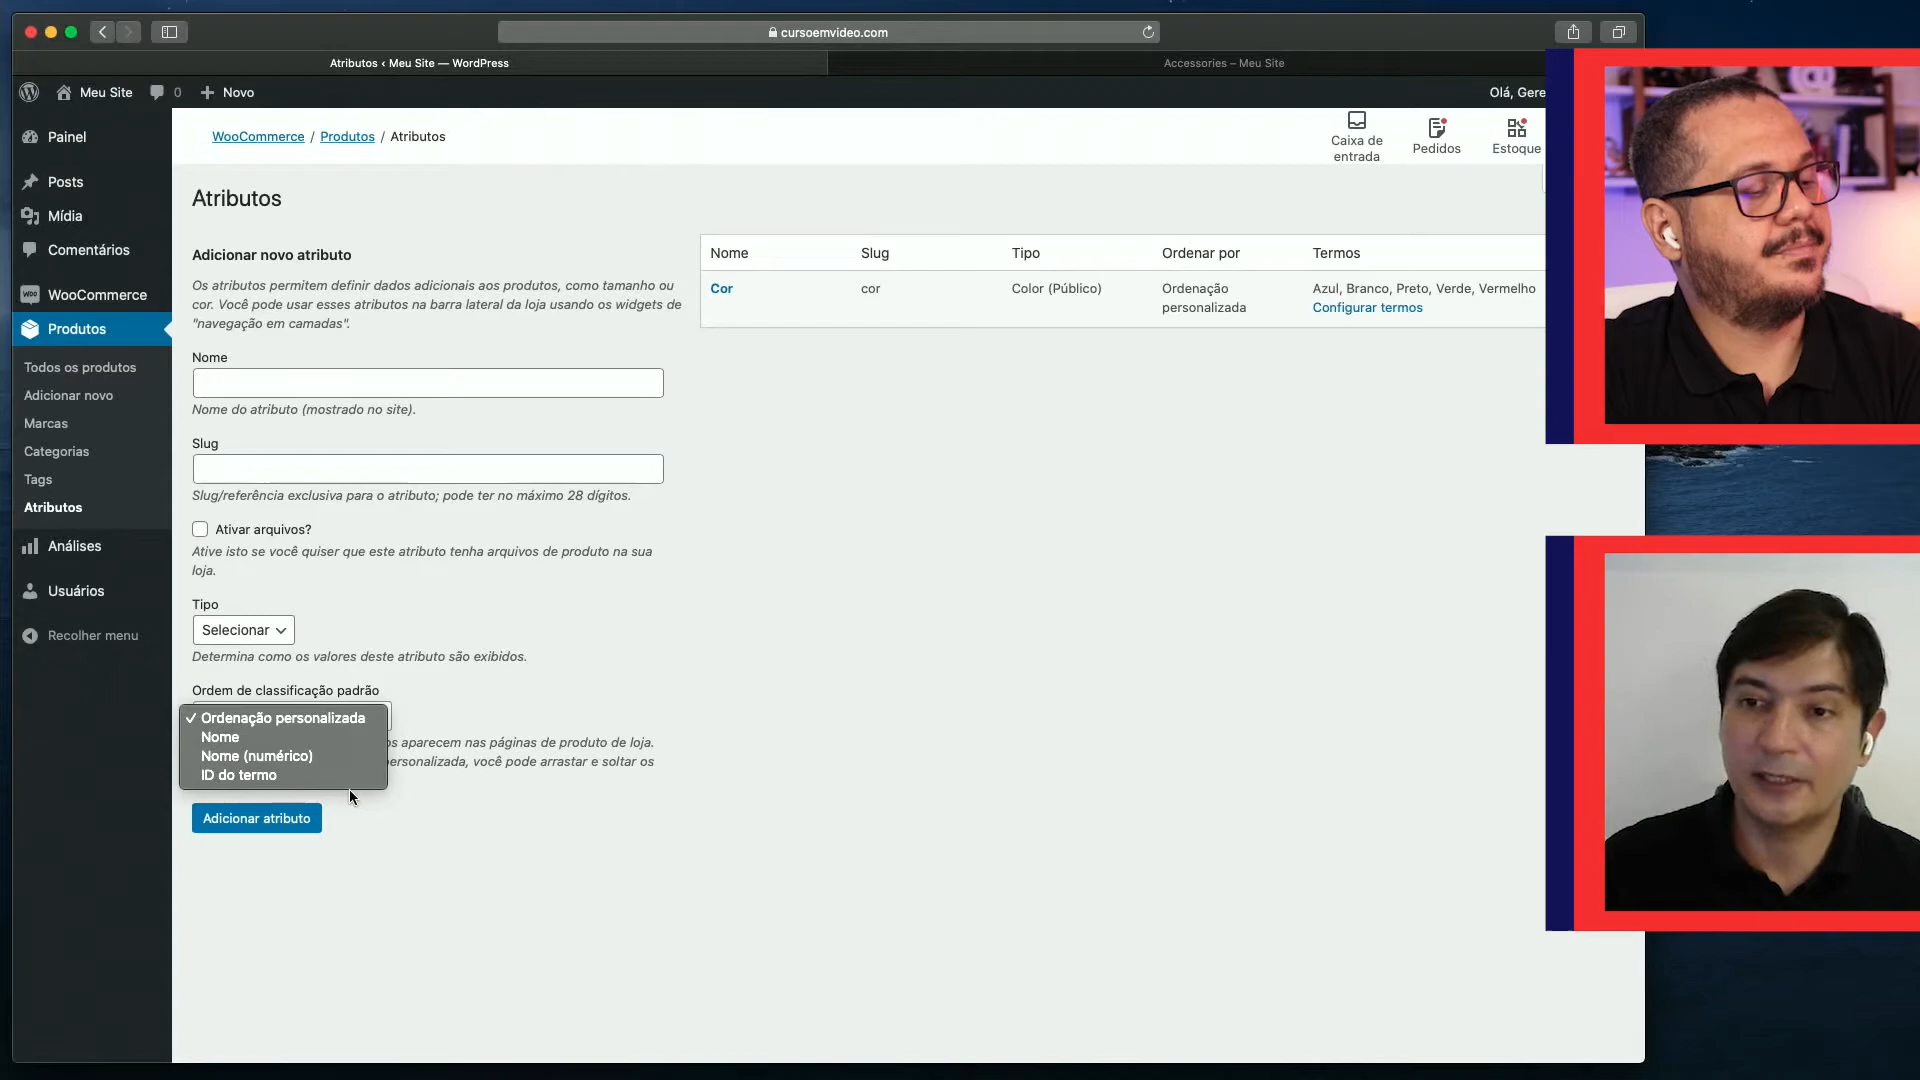 cursoemvideo.com
Atributos ‹ Meu Site — WordPress
Accessories – Meu Site
Meu Site
0
Novo
Olá, Gere
Painel
Posts
Mídia
Comentários
WooCommerce
Produtos
Todos os produtos
Adicionar novo
Marcas
Categorias
Tags
Atributos
Análises
Usuários
Recolher menu
WooCommerce / Produtos / Atributos
Caixa de
entrada
Pedidos
Estoque
Atributos
Adicionar novo atributo
Os atributos permitem definir dados adicionais aos produtos, como tamanho ou
cor. Você pode usar esses atributos na barra lateral da loja usando os widgets de
"navegação em camadas".
Nome
Nome do atributo (mostrado no site).
Slug
Slug/referência exclusiva para o atributo; pode ter no máximo 28 dígitos.
Ativar arquivos?
Ative isto se você quiser que este atributo tenha arquivos de produto na sua
loja.
Tipo
Selecionar
Determina como os valores deste atributo são exibidos.
Ordem de classificação padrão
✓ Ordenação personalizada
Nome
Nome (numérico)
ID do termo
os aparecem nas páginas de produto de loja.
ersonalizada, você pode arrastar e soltar os
Adicionar atributo
Nome Slug Tipo Ordenar por Termos
Cor cor Color (Público) Ordenação Azul, Branco, Preto, Verde, Vermelho
personalizada Configurar termos